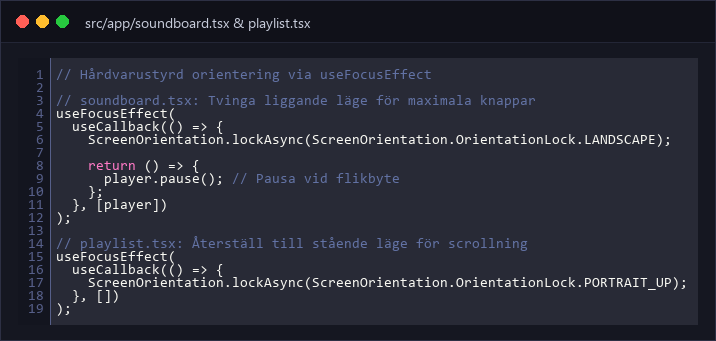 src/app/soundboard.tsx & playlist.tsx
1 // Hårdvarustyrd orientering via useFocusEffect
2
3 // soundboard.tsx: Tvinga liggande läge för maximala knappar
4 useFocusEffect(
5   useCallback(() => {
6     ScreenOrientation.lockAsync(ScreenOrientation.OrientationLock.LANDSCAPE);
7
8     return () => {
9       player.pause(); // Pausa vid flikbyte
10     };
11   }, [player])
12 );
13
14 // playlist.tsx: Återställ till stående läge för scrollning
15 useFocusEffect(
16   useCallback(() => {
17     ScreenOrientation.lockAsync(ScreenOrientation.OrientationLock.PORTRAIT_UP);
18   }, [])
19 );